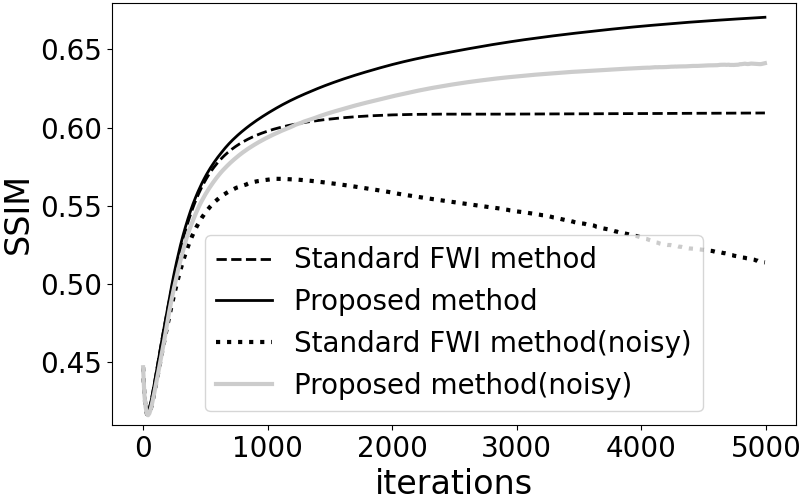 SSIM
0.65
0.60
0.55
0.50
0.45
Standard FWI method
Proposed method
Standard FWI method(noisy)
Proposed method(noisy)
0 1000 2000 3000 4000 5000
iterations